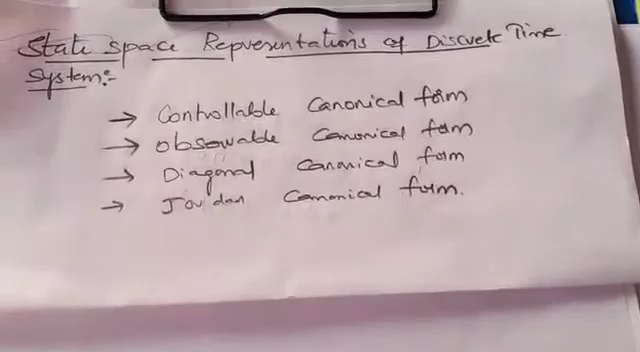 State space Representations of Discrete Time
System:-
→ Controllable Canonical form
→ Observable Canonical form
→ Diagonal Canonical form
→ Jordan Canonical form.